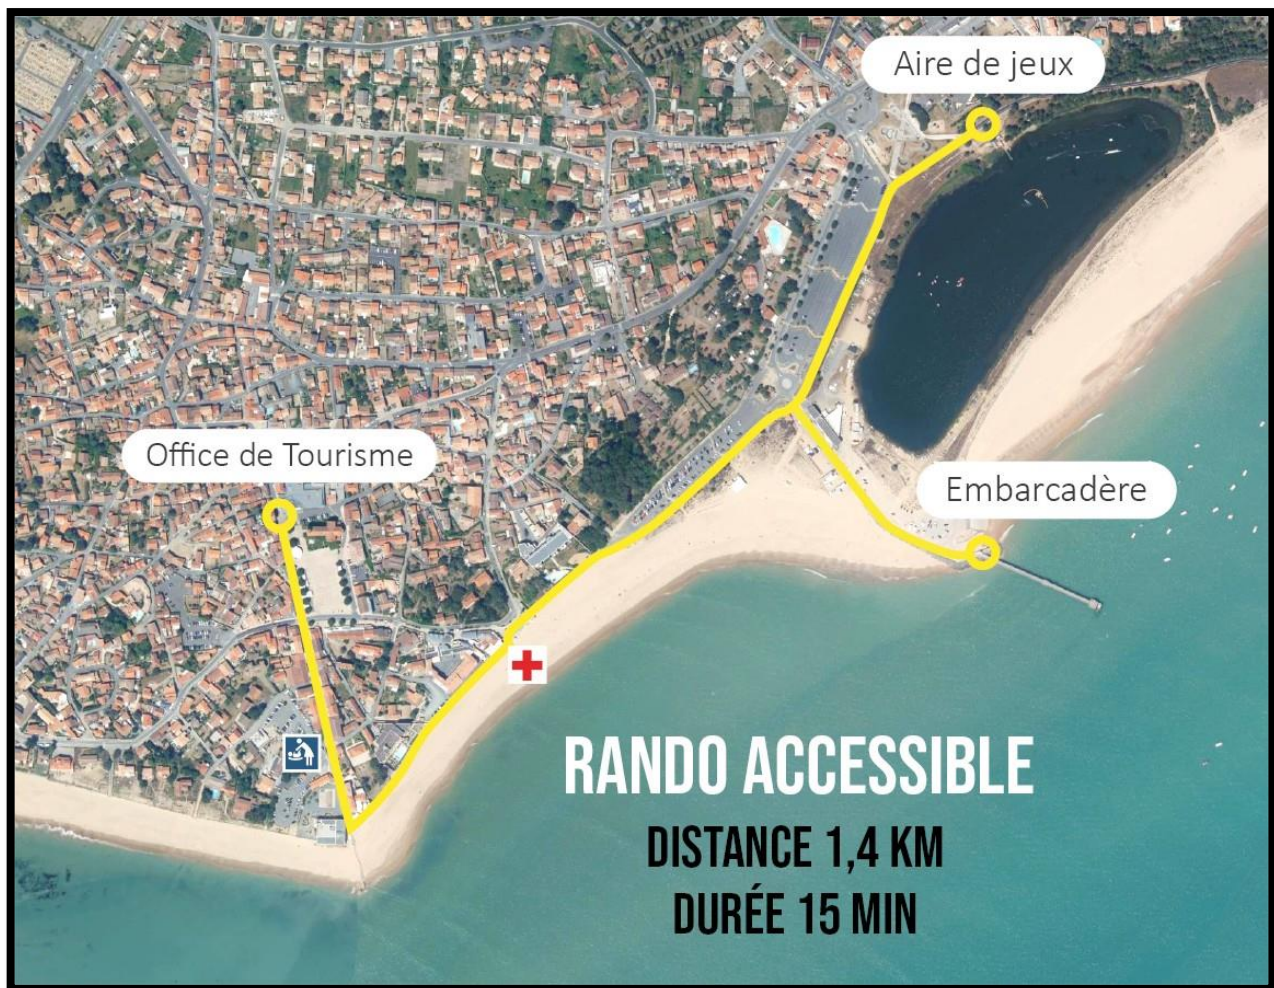 Aire de jeux
Office de Tourisme
Embarcadère
RANDO ACCESSIBLE
DISTANCE 1,4 KM
DURÉE 15 MIN